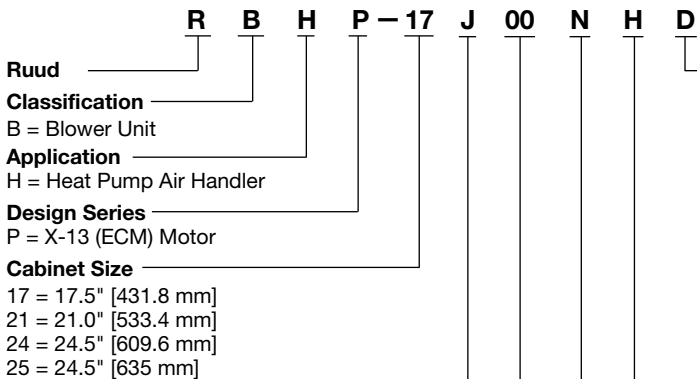 R B H P – 17 J 00 N H D
Ruud
Classification
B = Blower Unit
Application
H = Heat Pump Air Handler
Design Series
P = X-13 (ECM) Motor
Cabinet Size
17 = 17.5" [431.8 mm]
21 = 21.0" [533.4 mm]
24 = 24.5" [609.6 mm]
25 = 24.5" [635 mm]